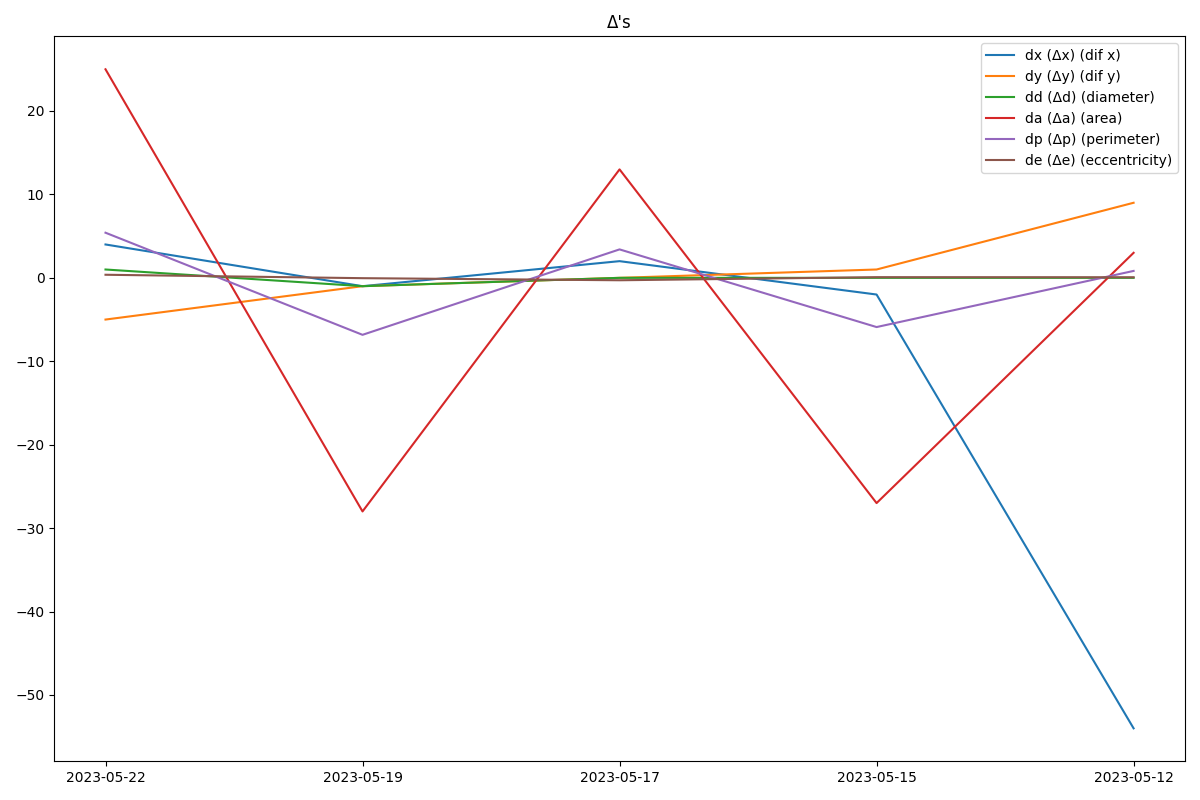 Δ's
dx (Δx) (dif x)
dy (Δy) (dif y)
dd (Δd) (diameter)
da (Δa) (area)
dp (Δp) (perimeter)
de (Δe) (eccentricity)
20
10
0
−10
−20
−30
−40
−50
2023-05-22 2023-05-19 2023-05-17 2023-05-15 2023-05-12